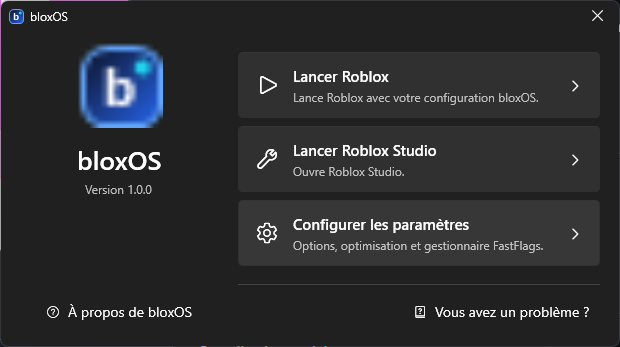 bloxOS
b
bloxOS
Version 1.0.0
Lancer Roblox
Lance Roblox avec votre configuration bloxOS.
Lancer Roblox Studio
Ouvre Roblox Studio.
Configurer les paramètres
Options, optimisation et gestionnaire FastFlags.
À propos de bloxOS
Vous avez un problème ?